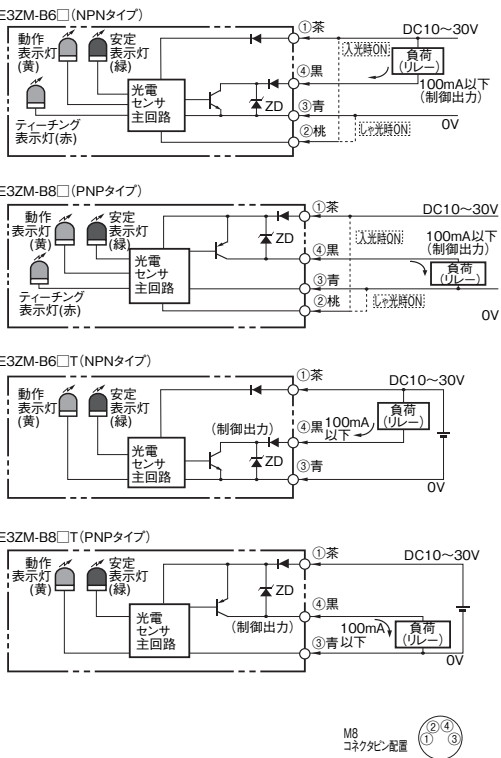 E3ZM-B6□(NPNタイプ)
動作
表示灯
(黄)
安定
表示灯
(緑)
ティーチング
表示灯(赤)
光電
センサ
主回路
ZD
①茶
④黒
③青
②桃
入光時ON
しゃ光時ON
DC10～30V
負荷
(リレー)
100mA以下
(制御出力)
0V
E3ZM-B8□(PNPタイプ)
動作
表示灯
(黄)
安定
表示灯
(緑)
ティーチング
表示灯(赤)
光電
センサ
主回路
ZD
①茶
④黒
③青
②桃
入光時ON
しゃ光時ON
DC10～30V
100mA以下
(制御出力)
負荷
(リレー)
0V
E3ZM-B6□T(NPNタイプ)
動作
表示灯
(黄)
安定
表示灯
(緑)
光電
センサ
主回路
(制御出力)
ZD
①茶
④黒
③青
100mA
以下
DC10～30V
負荷
(リレー)
0V
E3ZM-B8□T(PNPタイプ)
動作
表示灯
(黄)
安定
表示灯
(緑)
光電
センサ
主回路
ZD
(制御出力)
①茶
④黒
③青
100mA
以下
DC10～30V
負荷
(リレー)
0V
M8
コネクタピン配置
②④
①③